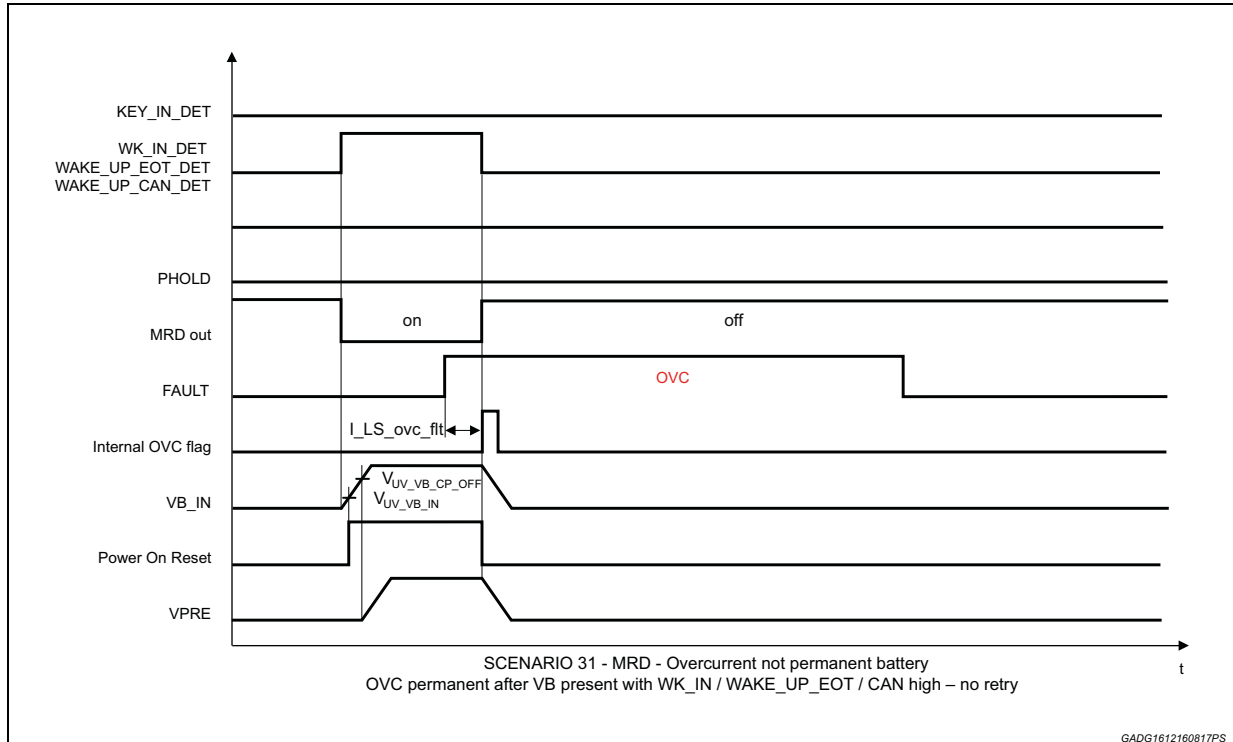 KEY_IN_DET
WK_IN_DET
WAKE_UP_EOT_DET
WAKE_UP_CAN_DET
PHOLD
MRD out
on
off
FAULT
OVC
I_LS_ovc_flt
Internal OVC flag
VUV_VB_CP_OFF
VUV_VB_IN
VB_IN
Power On Reset
VPRE
t
SCENARIO 31 - MRD - Overcurrent not permanent battery
OVC permanent after VB present with WK_IN / WAKE_UP_EOT / CAN high – no retry
GADG1612160817PS